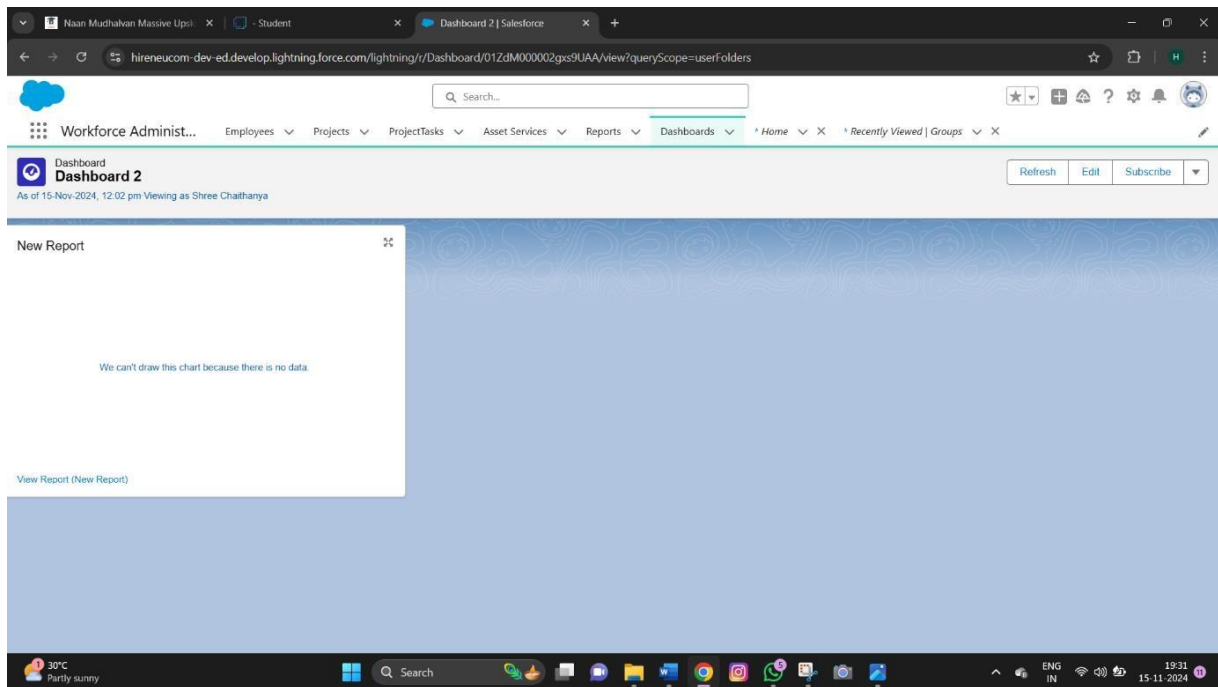 Naan Mudhalvan Massive Upsk
- Student
Dashboard 2 | Salesforce
hireneucom-dev-ed.develop.lightning.force.com/lightning/r/Dashboard/01ZdM000002gxs9UAA/view?queryScope=userFolders
H
Search...
Workforce Administ...
Employees
Projects
ProjectTasks
Asset Services
Reports
Dashboards
* Home
* Recently Viewed | Groups
Dashboard
Dashboard 2
As of 15-Nov-2024, 12:02 pm·Viewing as Shree Chaithanya
Refresh
Edit
Subscribe
New Report
We can't draw this chart because there is no data.
View Report (New Report)
1
30°C
Partly sunny
Search
5
ENG
IN
19:31
15-11-2024
11